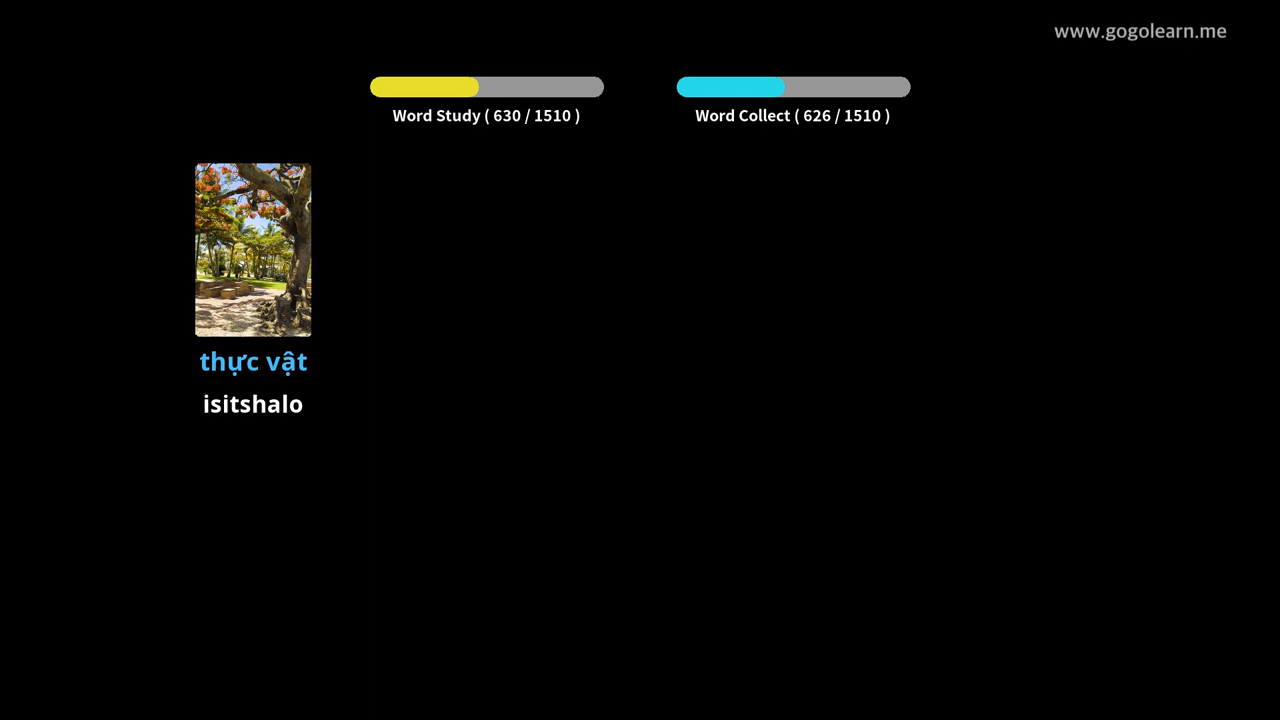 www.gogolearn.me
Word Study ( 630 / 1510 )
Word Collect ( 626 / 1510 )
thực vật
isitshalo